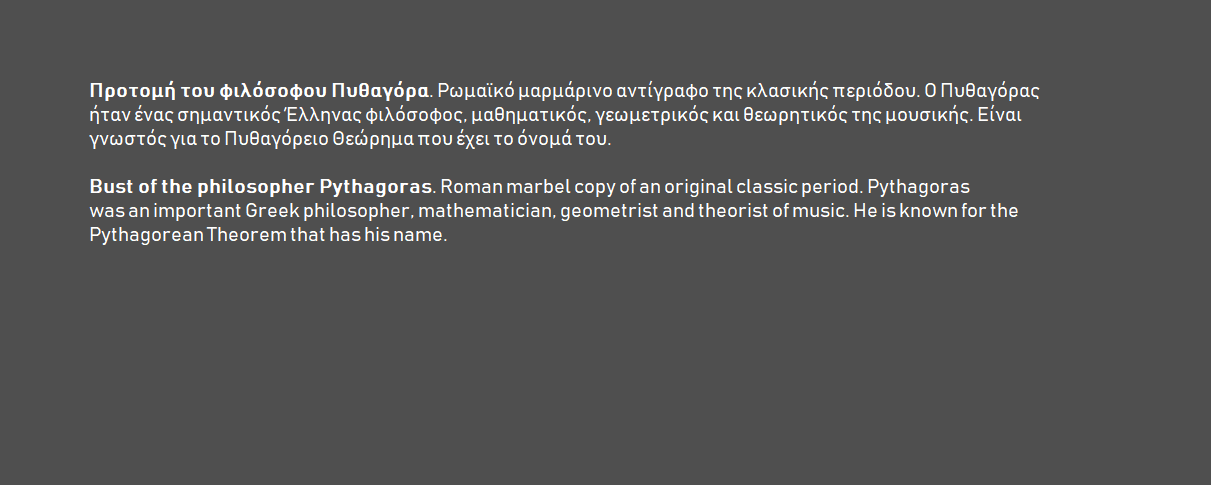 Προτομή του φιλόσοφου Πυθαγόρα. Ρωμαϊκό μαρμάρινο αντίγραφο της κλασικής περιόδου. Ο Πυθαγόρας
ήταν ένας σημαντικός Έλληνας φιλόσοφος, μαθηματικός, γεωμετρικός και θεωρητικός της μουσικής. Είναι
γνωστός για το Πυθαγόρειο Θεώρημα που έχει το όνομά του.
Bust of the philosopher Pythagoras. Roman marbel copy of an original classic period. Pythagoras
was an important Greek philosopher, mathematician, geometrist and theorist of music. He is known for the
Pythagorean Theorem that has his name.